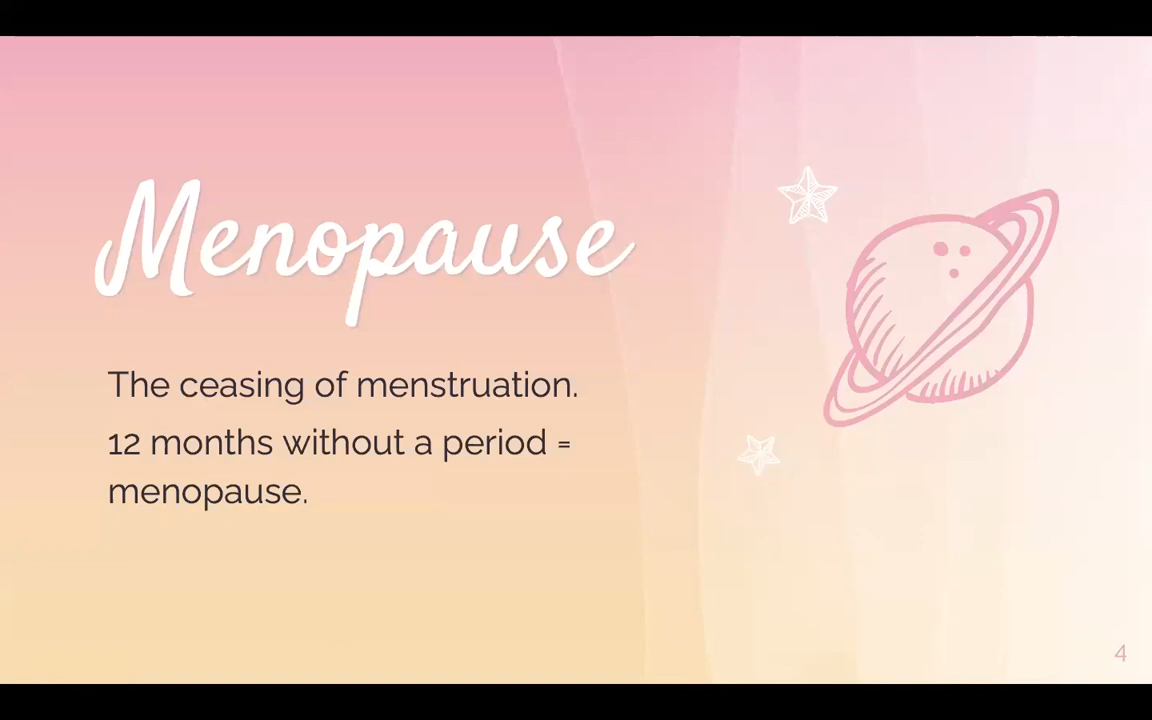 Menopause
The ceasing of menstruation.
12 months without a period =
menopause.
4